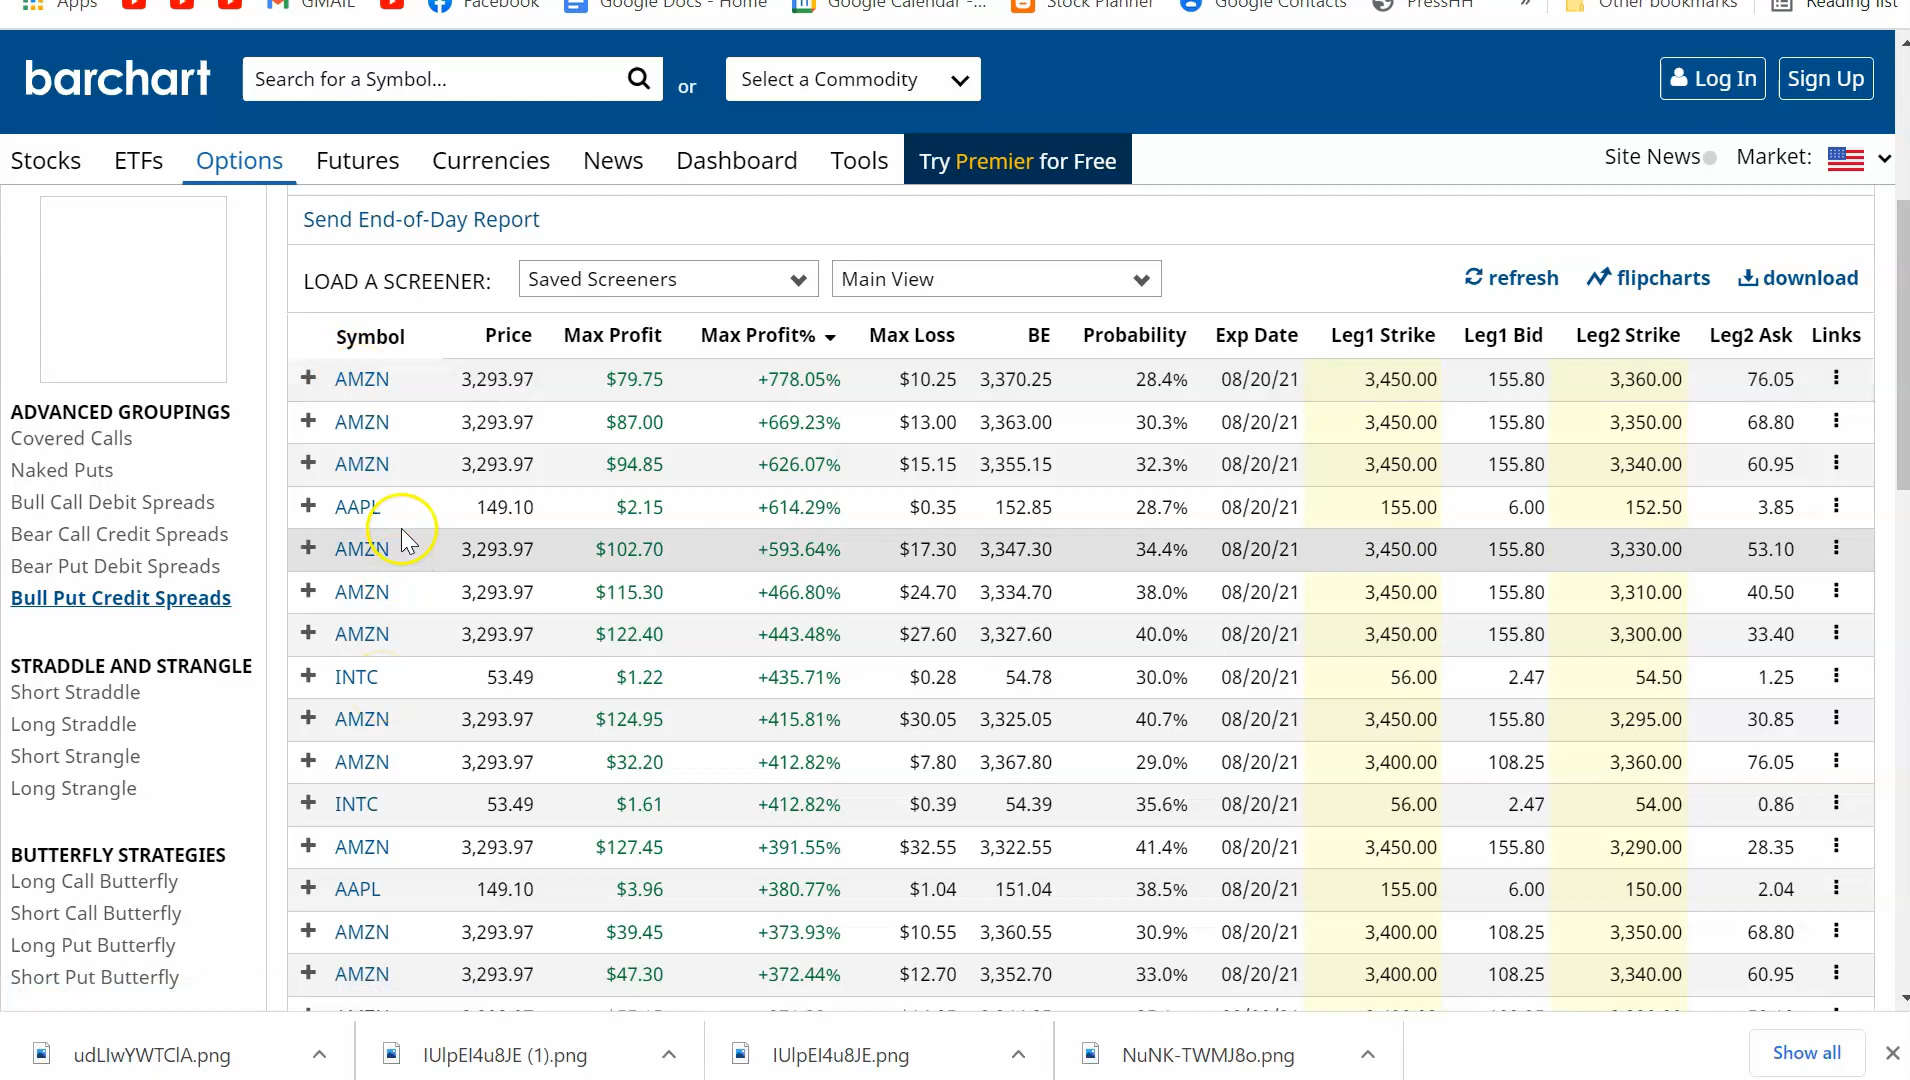 Apps GMAIL Facebook Google Docs - Home Google Calendar -... Stock Planner Google Contacts PressHH » Other bookmarks Reading list
barchart Search for a Symbol... or Select a Commodity Log In Sign Up
Stocks ETFs Options Futures Currencies News Dashboard Tools Try Premier for Free Site News Market:
Send End-of-Day Report
LOAD A SCREENER: Saved Screeners Main View refresh flipcharts download
Symbol Price Max Profit Max Profit% Max Loss BE Probability Exp Date Leg1 Strike Leg1 Bid Leg2 Strike Leg2 Ask Links
AMZN 3,293.97 $79.75 +778.05% $10.25 3,370.25 28.4% 08/20/21 3,450.00 155.80 3,360.00 76.05
AMZN 3,293.97 $87.00 +669.23% $13.00 3,363.00 30.3% 08/20/21 3,450.00 155.80 3,350.00 68.80
AMZN 3,293.97 $94.85 +626.07% $15.15 3,355.15 32.3% 08/20/21 3,450.00 155.80 3,340.00 60.95
AAPL 149.10 $2.15 +614.29% $0.35 152.85 28.7% 08/20/21 155.00 6.00 152.50 3.85
AMZN 3,293.97 $102.70 +593.64% $17.30 3,347.30 34.4% 08/20/21 3,450.00 155.80 3,330.00 53.10
AMZN 3,293.97 $115.30 +466.80% $24.70 3,334.70 38.0% 08/20/21 3,450.00 155.80 3,310.00 40.50
AMZN 3,293.97 $122.40 +443.48% $27.60 3,327.60 40.0% 08/20/21 3,450.00 155.80 3,300.00 33.40
INTC 53.49 $1.22 +435.71% $0.28 54.78 30.0% 08/20/21 56.00 2.47 54.50 1.25
AMZN 3,293.97 $124.95 +415.81% $30.05 3,325.05 40.7% 08/20/21 3,450.00 155.80 3,295.00 30.85
AMZN 3,293.97 $32.20 +412.82% $7.80 3,367.80 29.0% 08/20/21 3,400.00 108.25 3,360.00 76.05
INTC 53.49 $1.61 +412.82% $0.39 54.39 35.6% 08/20/21 56.00 2.47 54.00 0.86
AMZN 3,293.97 $127.45 +391.55% $32.55 3,322.55 41.4% 08/20/21 3,450.00 155.80 3,290.00 28.35
AAPL 149.10 $3.96 +380.77% $1.04 151.04 38.5% 08/20/21 155.00 6.00 150.00 2.04
AMZN 3,293.97 $39.45 +373.93% $10.55 3,360.55 30.9% 08/20/21 3,400.00 108.25 3,350.00 68.80
AMZN 3,293.97 $47.30 +372.44% $12.70 3,352.70 33.0% 08/20/21 3,400.00 108.25 3,340.00 60.95
ADVANCED GROUPINGS
Covered Calls
Naked Puts
Bull Call Debit Spreads
Bear Call Credit Spreads
Bear Put Debit Spreads
Bull Put Credit Spreads
STRADDLE AND STRANGLE
Short Straddle
Long Straddle
Short Strangle
Long Strangle
BUTTERFLY STRATEGIES
Long Call Butterfly
Short Call Butterfly
Long Put Butterfly
Short Put Butterfly
udLIwYWTClA.png IUlpEI4u8JE (1).png IUlpEI4u8JE.png NuNK-TWMJ8o.png Show all